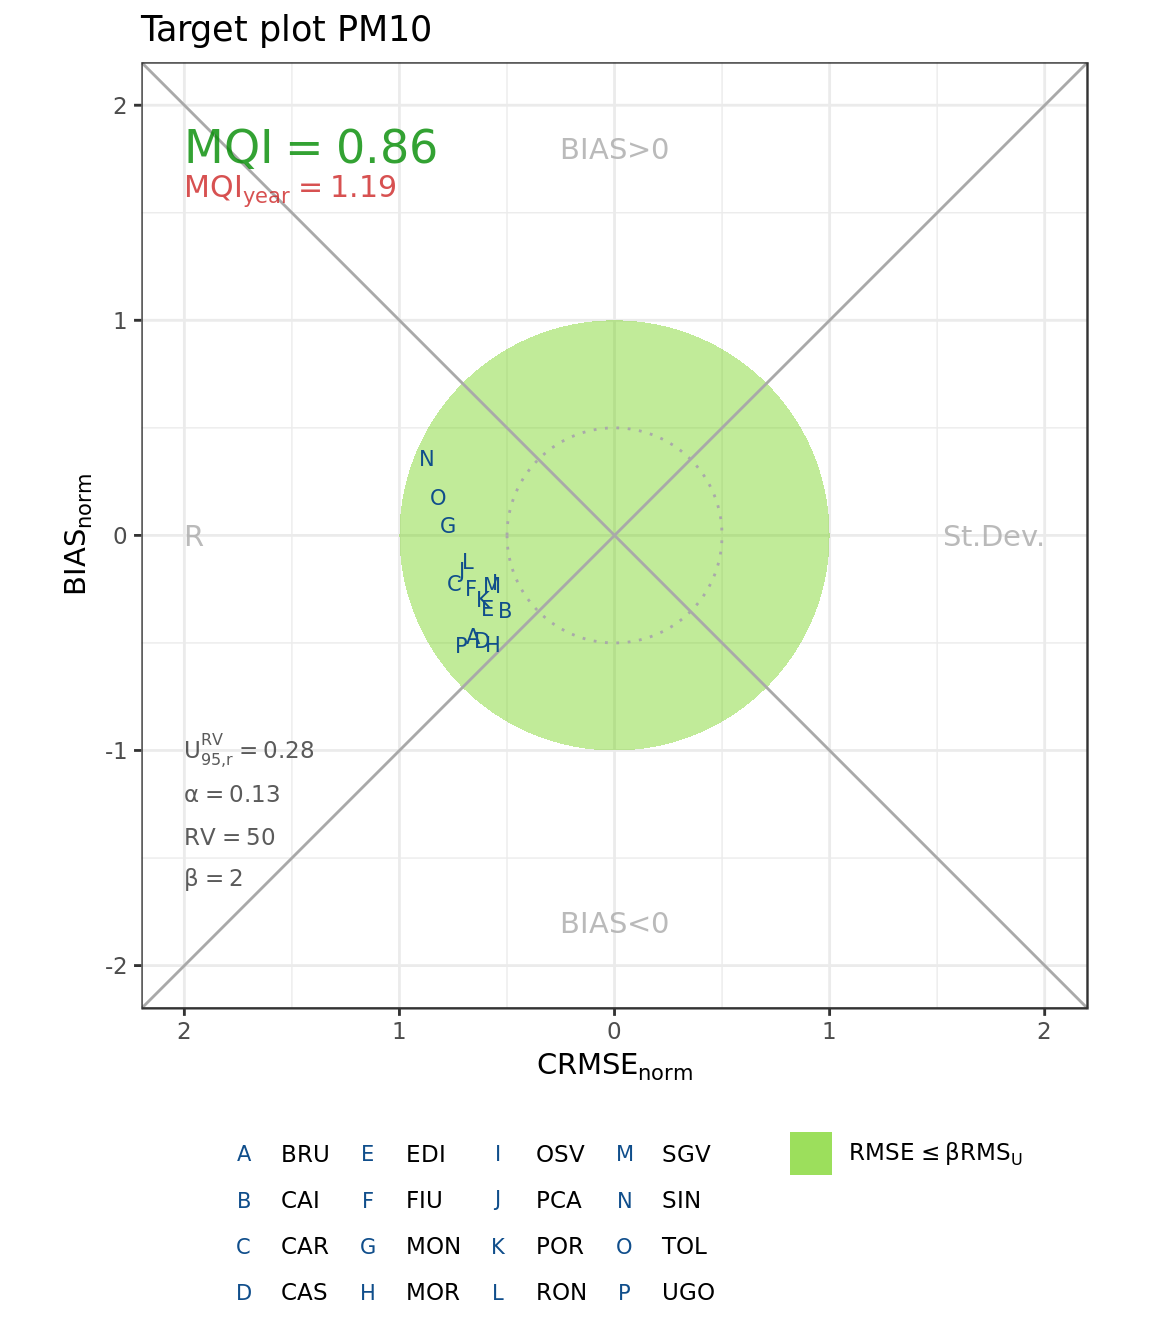 Target plot PM10
MQI = 0.86
MQIyear = 1.19
BIAS>0
BIASnorm
2
1
0
-1
-2
N
O
G
L
J
C F I M
K
E B
A
P D H
R
St.Dev.
U95,rRV = 0.28
α = 0.13
RV = 50
β = 2
BIAS<0
2 1 0 1 2
CRMSEnorm
A BRU E EDI I OSV M SGV
B CAI F FIU J PCA N SIN
C CAR G MON K POR O TOL
D CAS H MOR L RON P UGO
RMSE ≤ βRMSU